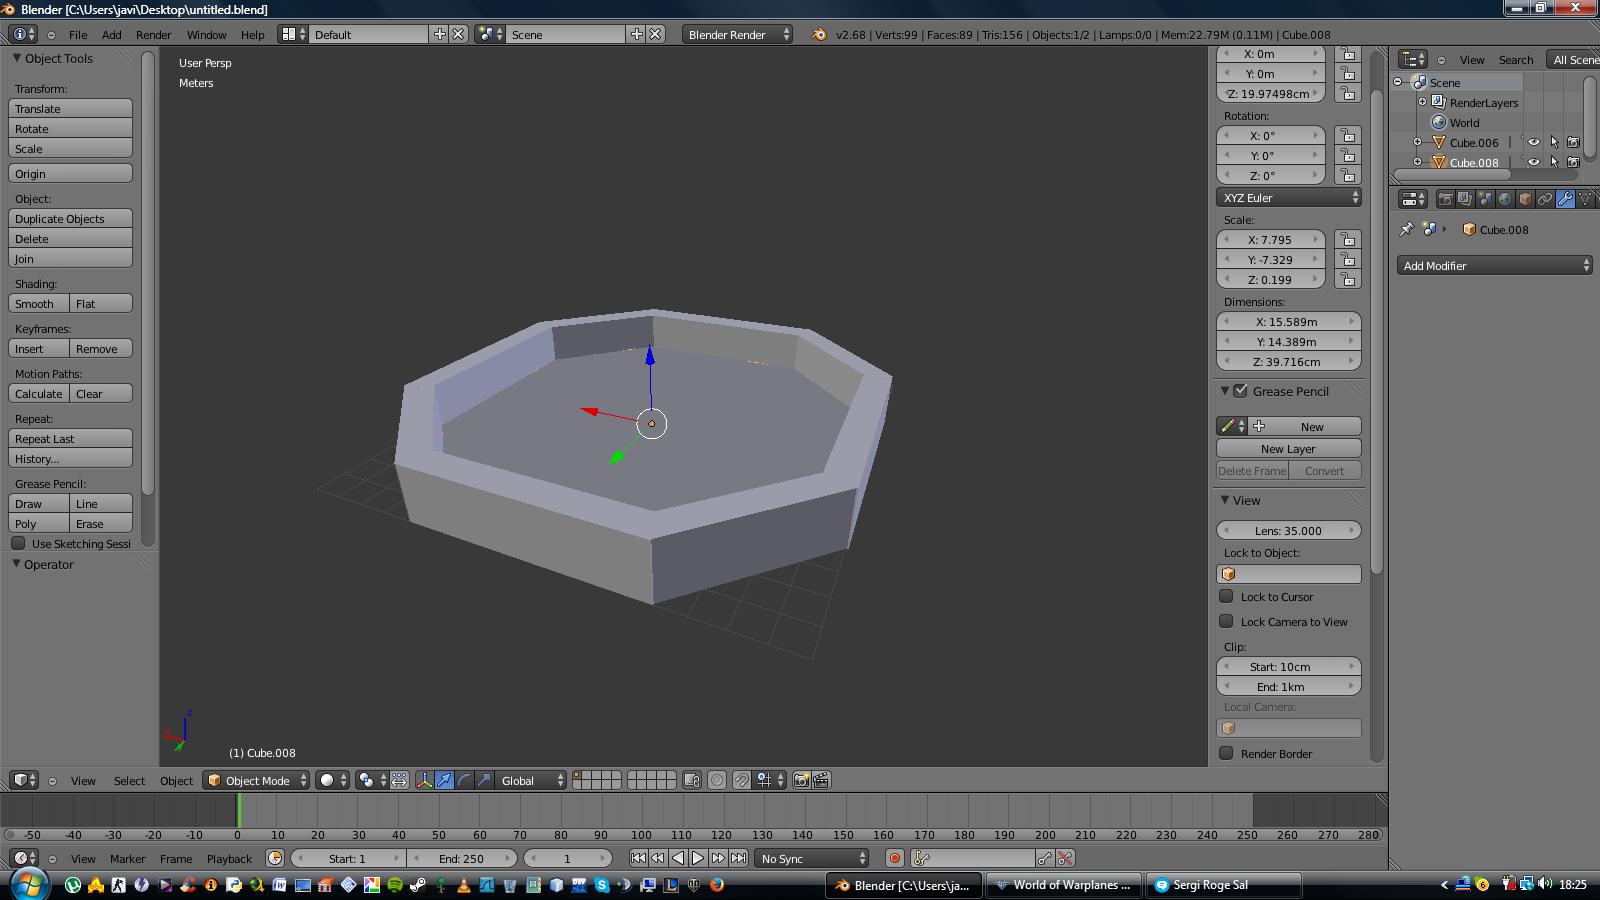 Blender [C:\Users\javi\Desktop\untitled.blend]
File Add Render Window Help Default Scene Blender Render v2.68 | Verts:99 | Faces:89 | Tris:156 | Objects:1/2 | Lamps:0/0 | Mem:22.79M (0.11M) | Cube.008
Object Tools
Transform:
Translate
Rotate
Scale
Origin
Object:
Duplicate Objects
Delete
Join
Shading:
Smooth Flat
Keyframes:
Insert Remove
Motion Paths:
Calculate Clear
Repeat:
Repeat Last
History...
Grease Pencil:
Draw Line
Poly Erase
Use Sketching Sessi
Operator
User Persp
Meters
z
x
y
(1) Cube.008
X: 0m
Y: 0m
Z: 19.97498cm
Rotation:
X: 0°
Y: 0°
Z: 0°
XYZ Euler
Scale:
X: 7.795
Y: -7.329
Z: 0.199
Dimensions:
X: 15.589m
Y: 14.389m
Z: 39.716cm
Grease Pencil
New
New Layer
Delete Frame Convert
View
Lens: 35.000
Lock to Object:
Lock to Cursor
Lock Camera to View
Clip:
Start: 10cm
End: 1km
Local Camera:
Render Border
View Search All Scene
Scene
RenderLayers
World
Cube.006
Cube.008
Cube.008
Add Modifier
View Select Object Object Mode Global
-50 -40 -30 -20 -10 0 10 20 30 40 50 60 70 80 90 100 110 120 130 140 150 160 170 180 190 200 210 220 230 240 250 260 270 280
View Marker Frame Playback Start: 1 End: 250 1 No Sync
Blender [C:\Users\ja... World of Warplanes ... Sergi Roge Sal 18:25